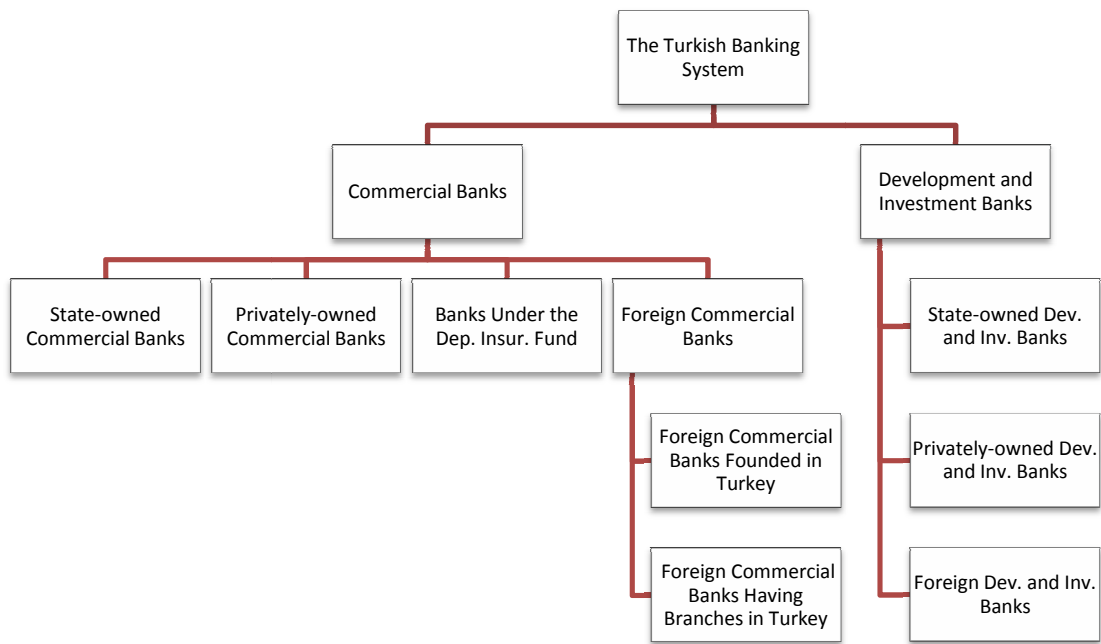 The Turkish Banking
System
Commercial Banks
Development and
Investment Banks
State-owned
Commercial Banks
Privately-owned
Commercial Banks
Banks Under the
Dep. Insur. Fund
Foreign Commercial
Banks
State-owned Dev.
and Inv. Banks
Foreign Commercial
Banks Founded in
Turkey
Privately-owned Dev.
and Inv. Banks
Foreign Commercial
Banks Having
Branches in Turkey
Foreign Dev. and Inv.
Banks